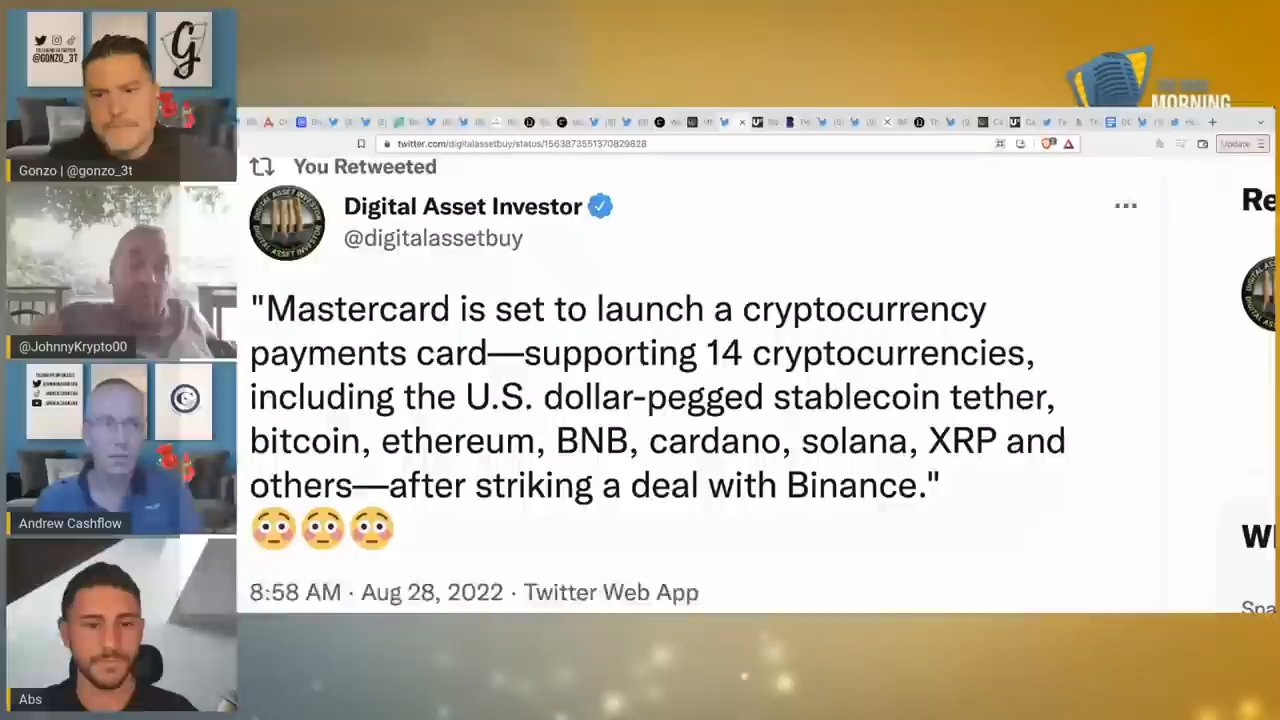 @GONZO_3T
G
Gonzo | @gonzo_3t
@JohnnyKrypto00
Andrew Cashflow
Abs
MORNING
twitter.com/digitalassetbuy/status/1563873551370829828
Update
You Retweeted
Digital Asset Investor
@digitalassetbuy
"Mastercard is set to launch a cryptocurrency
payments card—supporting 14 cryptocurrencies,
including the U.S. dollar-pegged stablecoin tether,
bitcoin, ethereum, BNB, cardano, solana, XRP and
others—after striking a deal with Binance."
😳😳😳
8:58 AM · Aug 28, 2022 · Twitter Web App
Re